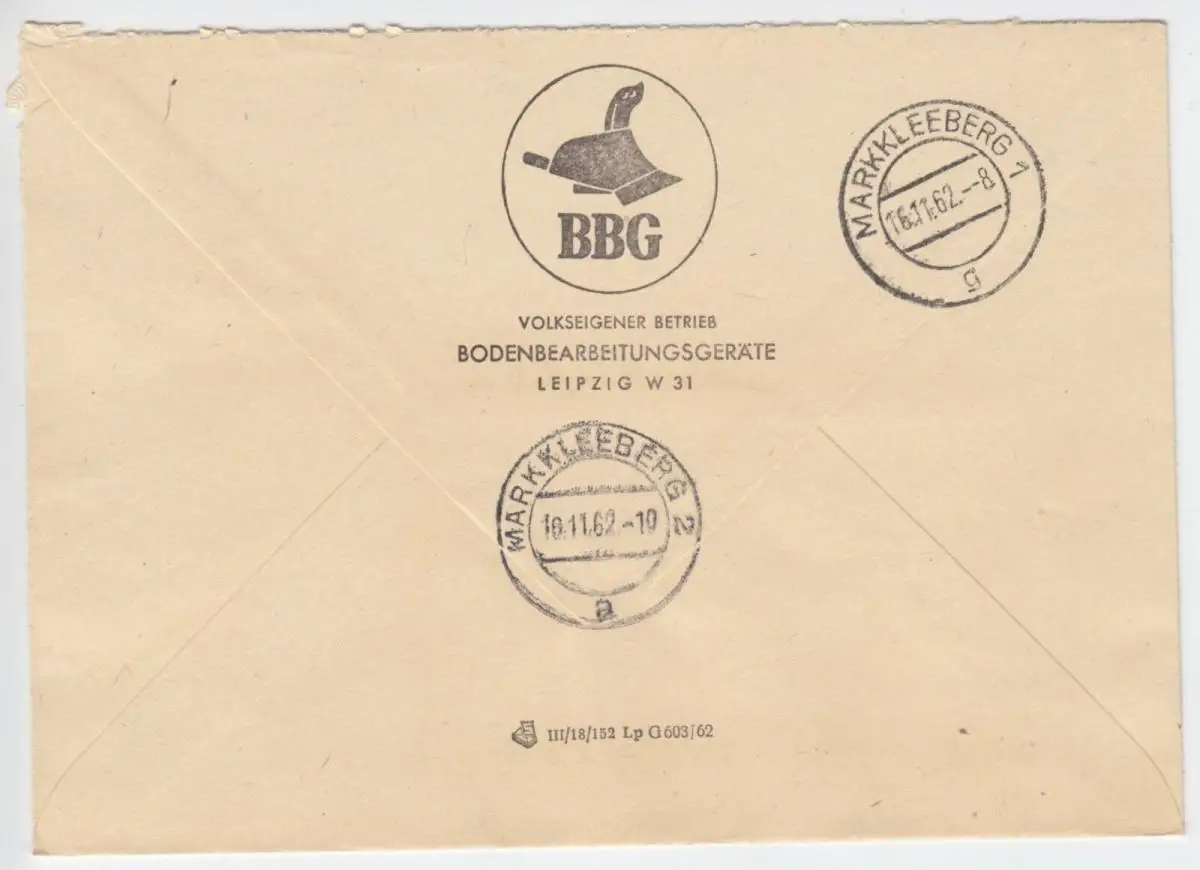 BBG
MARKKLEEBERG 1
16.11.62.--8
g
VOLKSEIGENER BETRIEB
BODENBEARBEITUNGSGERÄTE
LEIPZIG W 31
MARKKLEEBERG 2
16.11.62.-10
a
III/18/152 Lp G 603/62